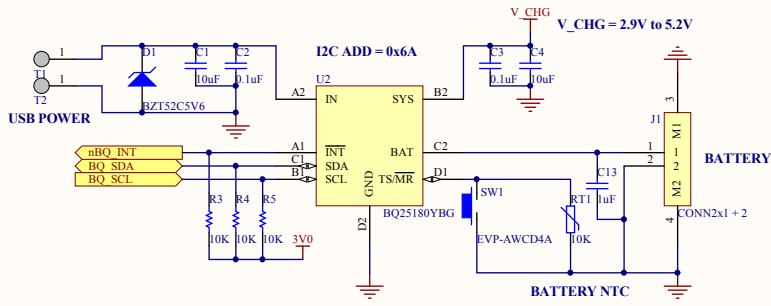 V_CHG
V_CHG = 2.9V to 5.2V
I2C ADD = 0x6A
T1
1
T2
1
USB POWER
D1
BZT52C5V6
C1
10uF
C2
0.1uF
C3
0.1uF
C4
10uF
U2
A2
IN
SYS
B2
A1
INT
BAT
C2
C1
SDA
B1
SCL
TS/MR
D1
GND
D2
BQ25180YBG
nBQ_INT
BQ_SDA
BQ_SCL
R3
10K
R4
10K
R5
10K
3V0
SW1
EVP-AWCD4A
RT1
10K
C13
1uF
J1
3
M1
1
1
2
2
M2
4
CONN2x1 + 2
BATTERY
BATTERY NTC